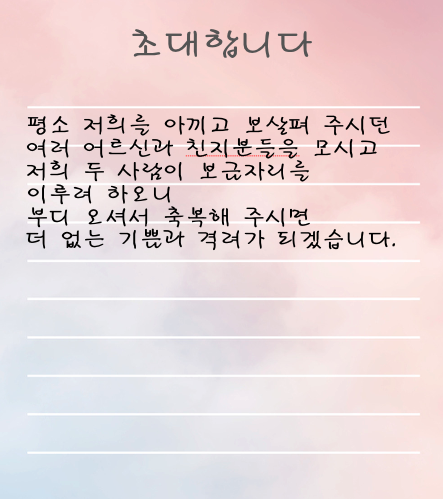 초대합니다
평소 저희를 아끼고 보살펴 주시던
여러 어르신과 친지분들을 모시고
저희 두 사람이 보금자리를
이루려 하오니
부디 오셔서 축복해 주시면
더 없는 기쁨과 격려가 되겠습니다.